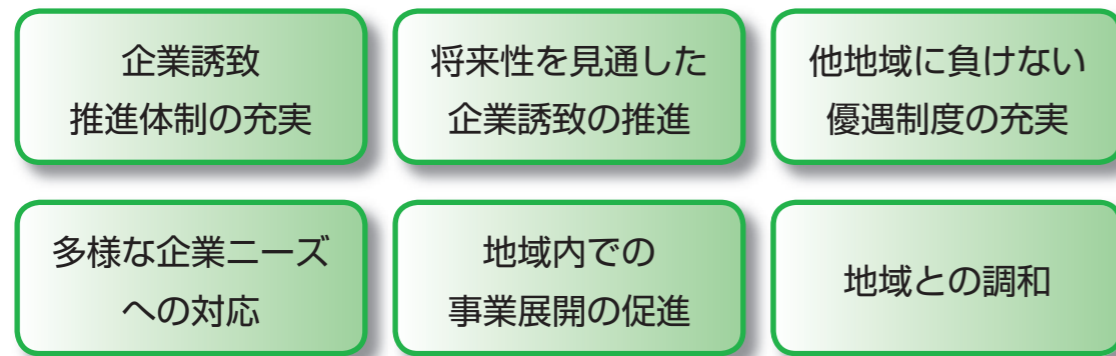 企業誘致
推進体制の充実
将来性を見通した
企業誘致の推進
他地域に負けない
優遇制度の充実
多様な企業ニーズ
への対応
地域内での
事業展開の促進
地域との調和